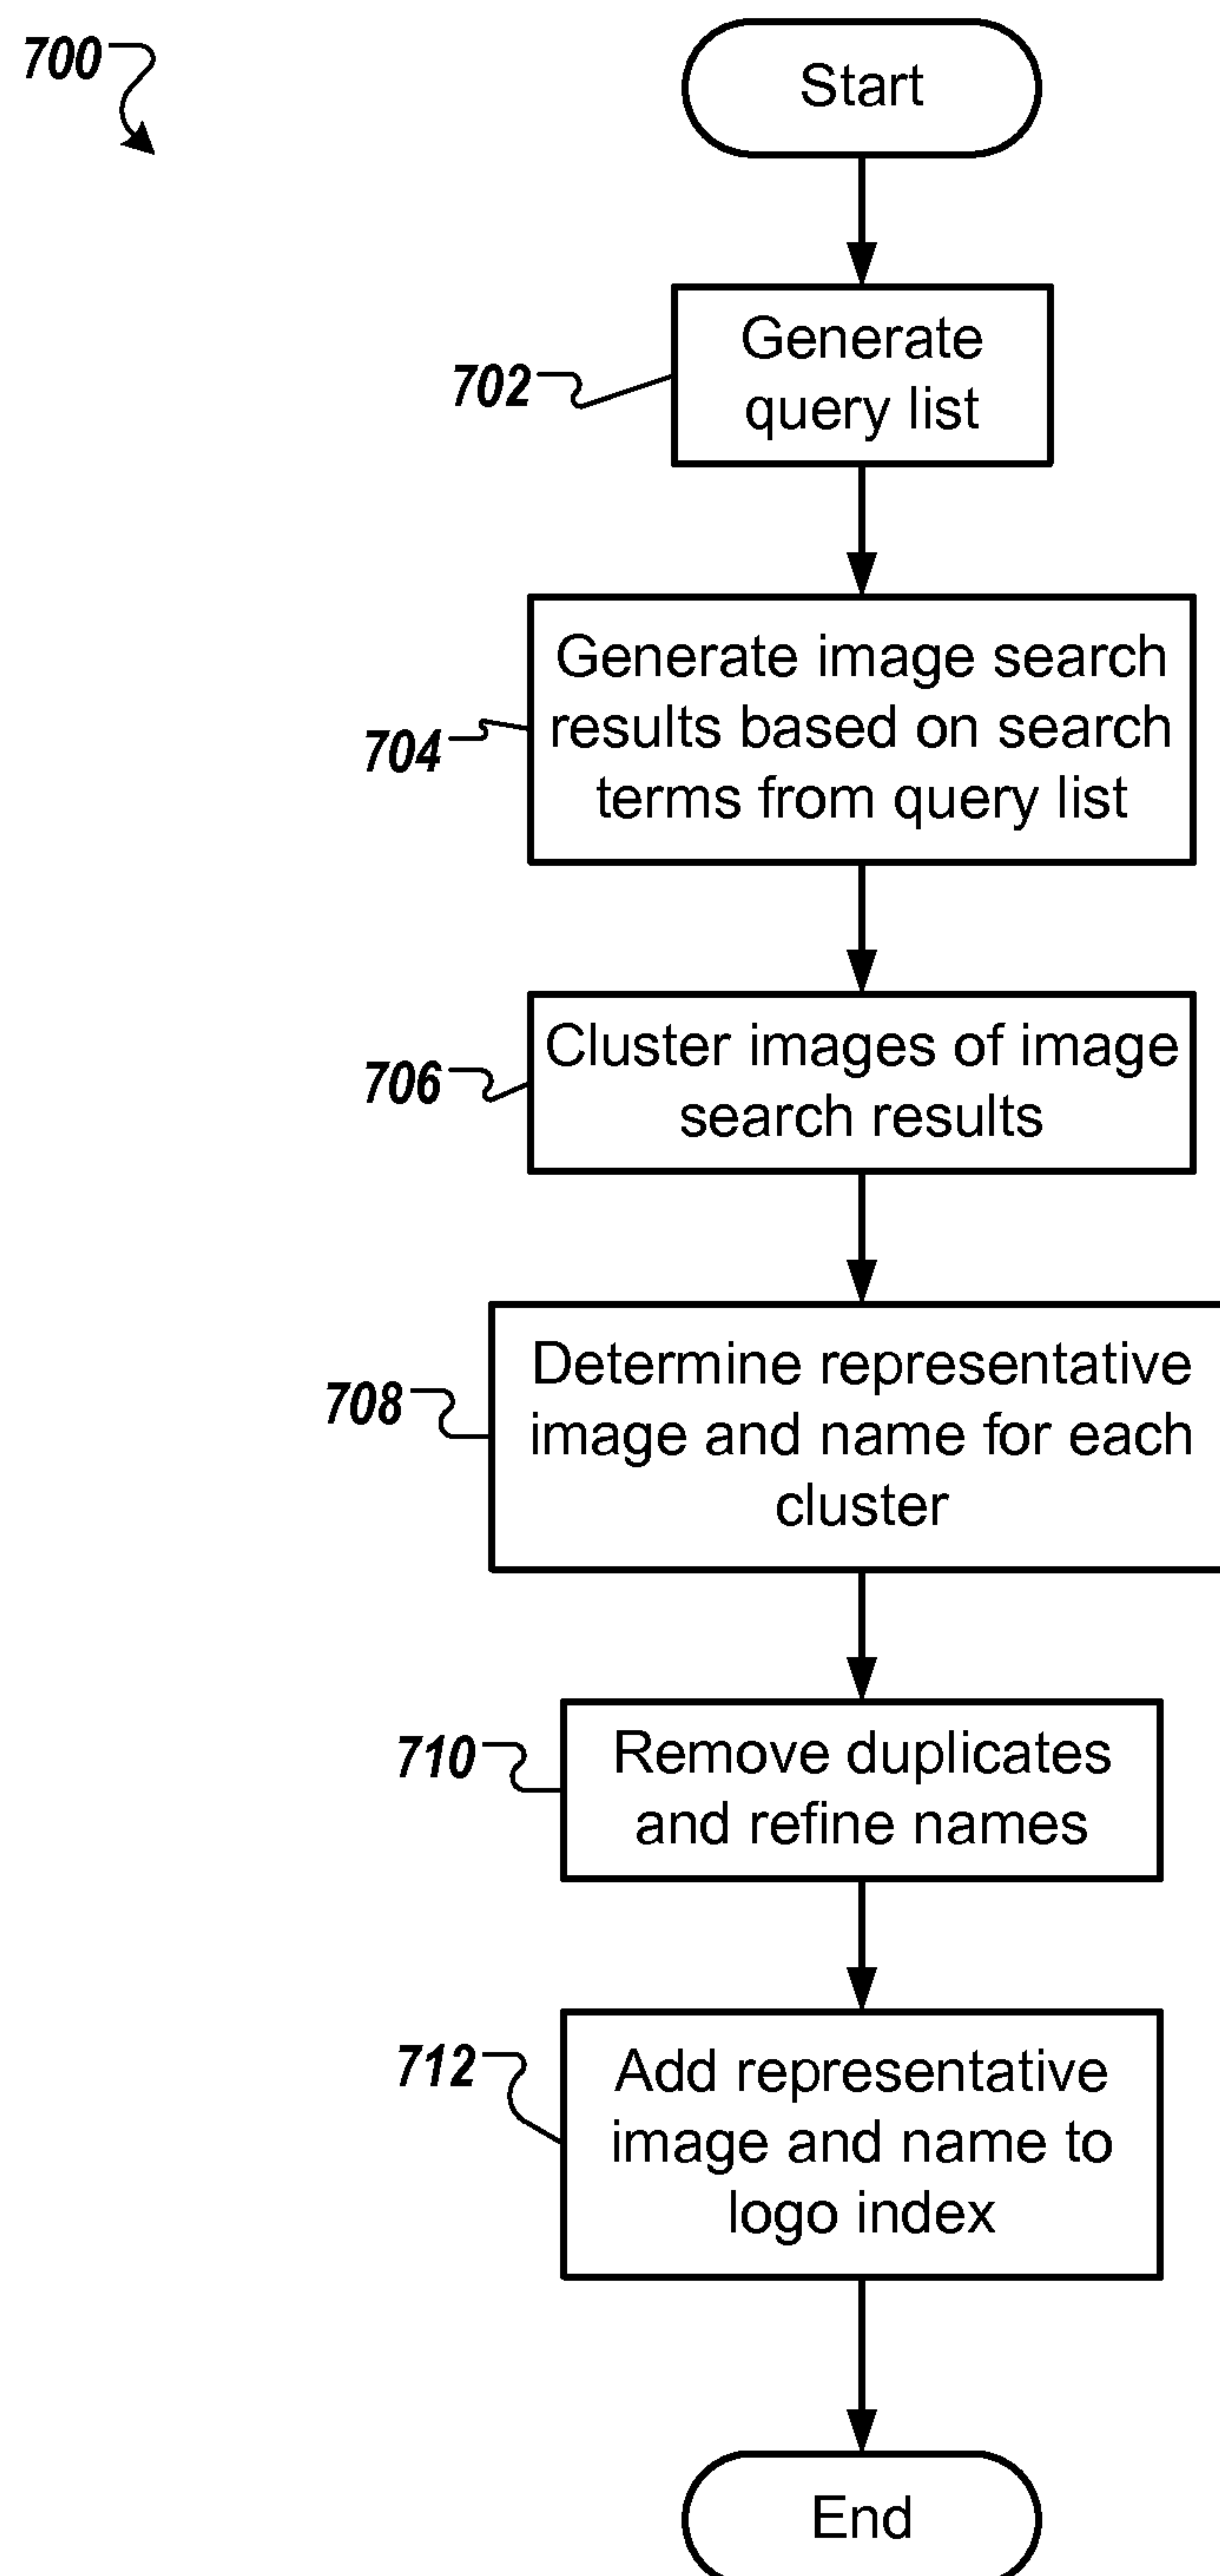 700
Start
702
Generate
query list
704
Generate image search
results based on search
terms from query list
706
Cluster images of image
search results
708
Determine representative
image and name for each
cluster
710
Remove duplicates
and refine names
712
Add representative
image and name to
logo index
End